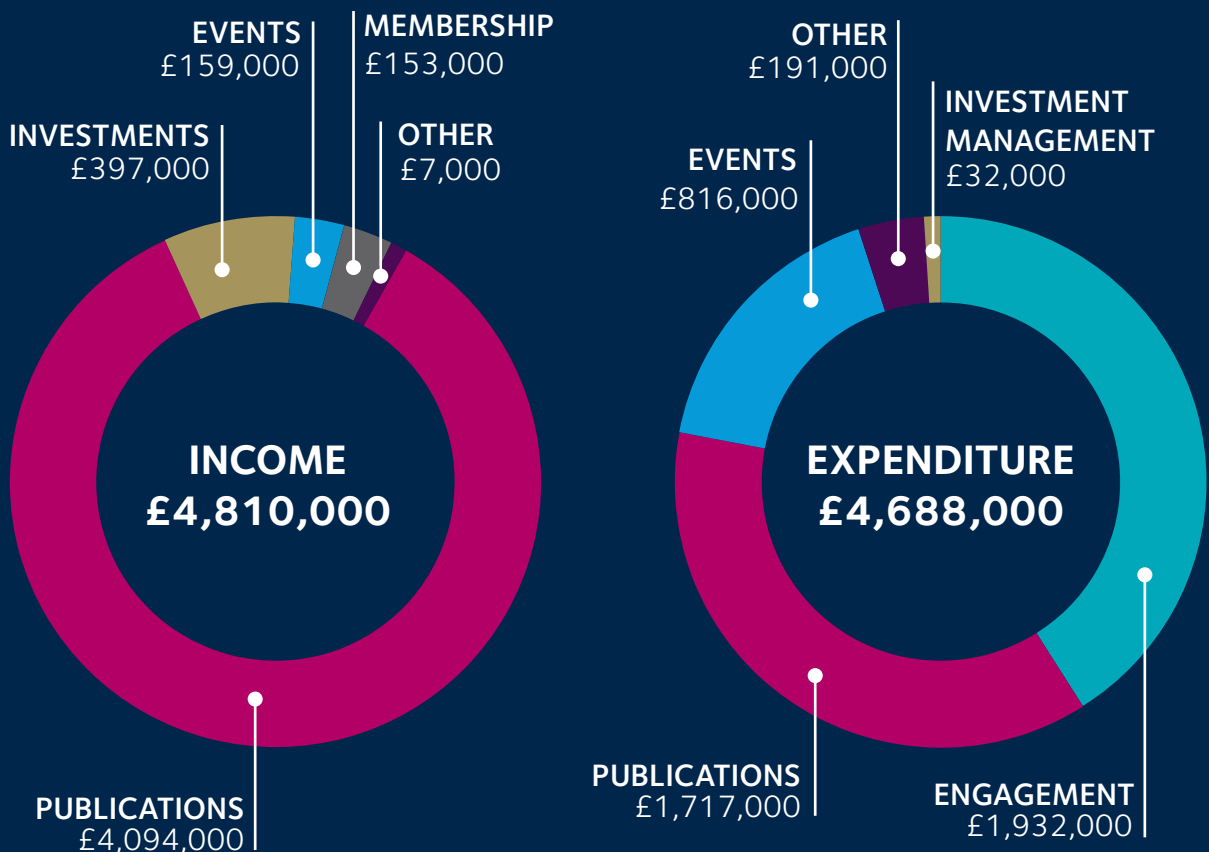 EVENTS
£159,000
MEMBERSHIP
£153,000
INVESTMENTS
£397,000
OTHER
£7,000
INCOME
£4,810,000
PUBLICATIONS
£4,094,000
OTHER
£191,000
INVESTMENT
MANAGEMENT
£32,000
EVENTS
£816,000
EXPENDITURE
£4,688,000
PUBLICATIONS
£1,717,000
ENGAGEMENT
£1,932,000